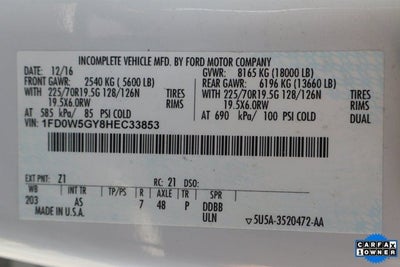 INCOMPLETE VEHICLE MFD. BY FORD MOTOR COMPANY
12/16 GVWR: 8165 KG (18000 LB)
FRONT GAWR: 2540 KG ( 5600 LB) REAR GAWR: 6196 KG (13660 LB)
WITH 225/70R19.5G 128/126N TIRES WITH 225/70R19.5G 128/126N TIRES
19.5X6.0RW RIMS 19.5X6.0RW RIMS
AT 585 kPa/ 85 PSI COLD AT 690 kPa/ 100 PSI COLD DUAL
VIN: 1FD0W5GY8HEC33853
EXT PNT: Z1 RC: 21 DSO:
WB INT TR TP/PS R AXLE TR SPR
203 AS 7 48 P DDBB
MADE IN U.S.A. ULN 5U5A-3520472-AA
CARFAX
1 OWNER